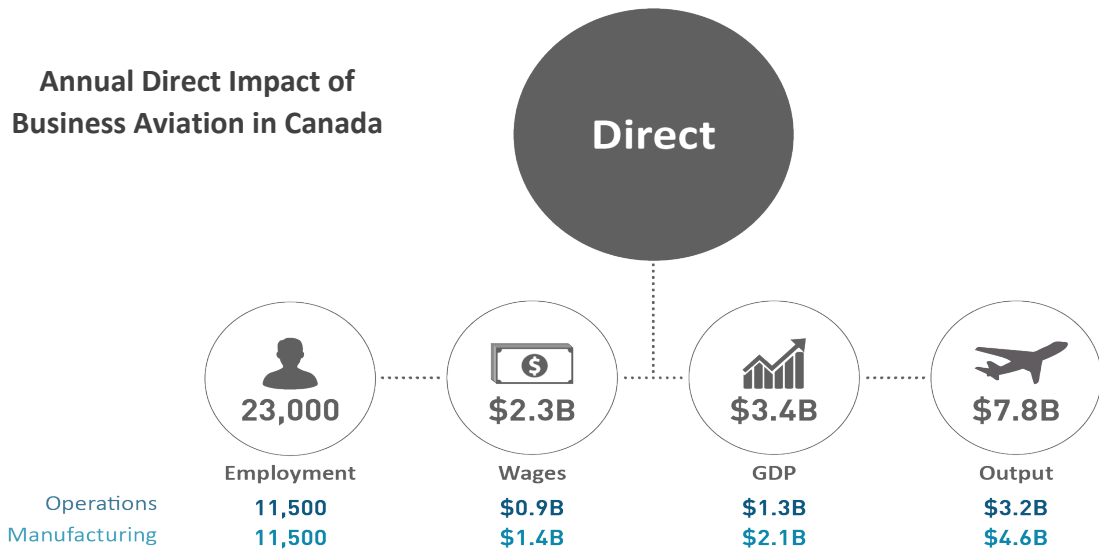 Annual Direct Impact of
Business Aviation in Canada
Direct
$
23,000 $2.3B $3.4B $7.8B
Employment Wages GDP Output
Operations 11,500 $0.9B $1.3B $3.2B
Manufacturing 11,500 $1.4B $2.1B $4.6B